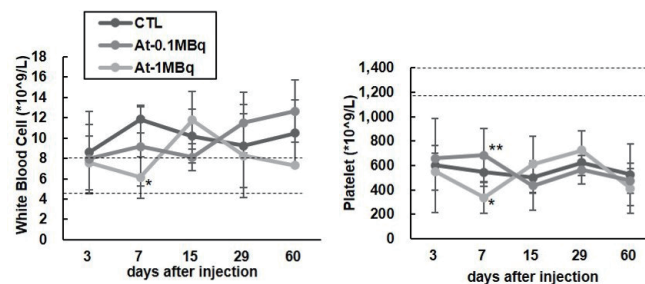 CTL
At-0.1MBq
At-1MBq
White Blood Cell (*10^9/L)
18
16
14
12
10
8
6
4
2
0
*
3 7 15 29 60
days after injection
Platelet (*10^9/L)
1,400
1,200
1,000
800
600
400
200
0
**
*
3 7 15 29 60
days after injection